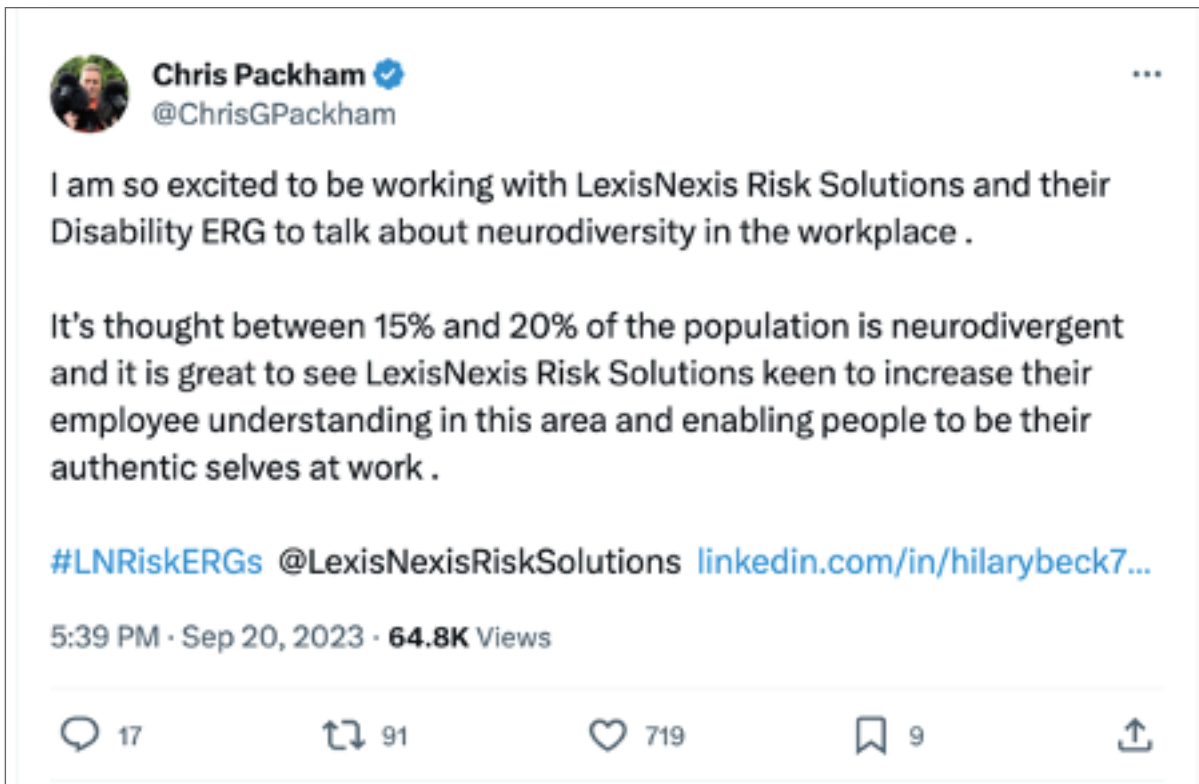 Chris Packham
@ChrisGPackham
I am so excited to be working with LexisNexis Risk Solutions and their
Disability ERG to talk about neurodiversity in the workplace .
It’s thought between 15% and 20% of the population is neurodivergent
and it is great to see LexisNexis Risk Solutions keen to increase their
employee understanding in this area and enabling people to be their
authentic selves at work .
#LNRiskERGs @LexisNexisRiskSolutions linkedin.com/in/hilarybeck7...
5:39 PM · Sep 20, 2023 · 64.8K Views
17 91 719 9